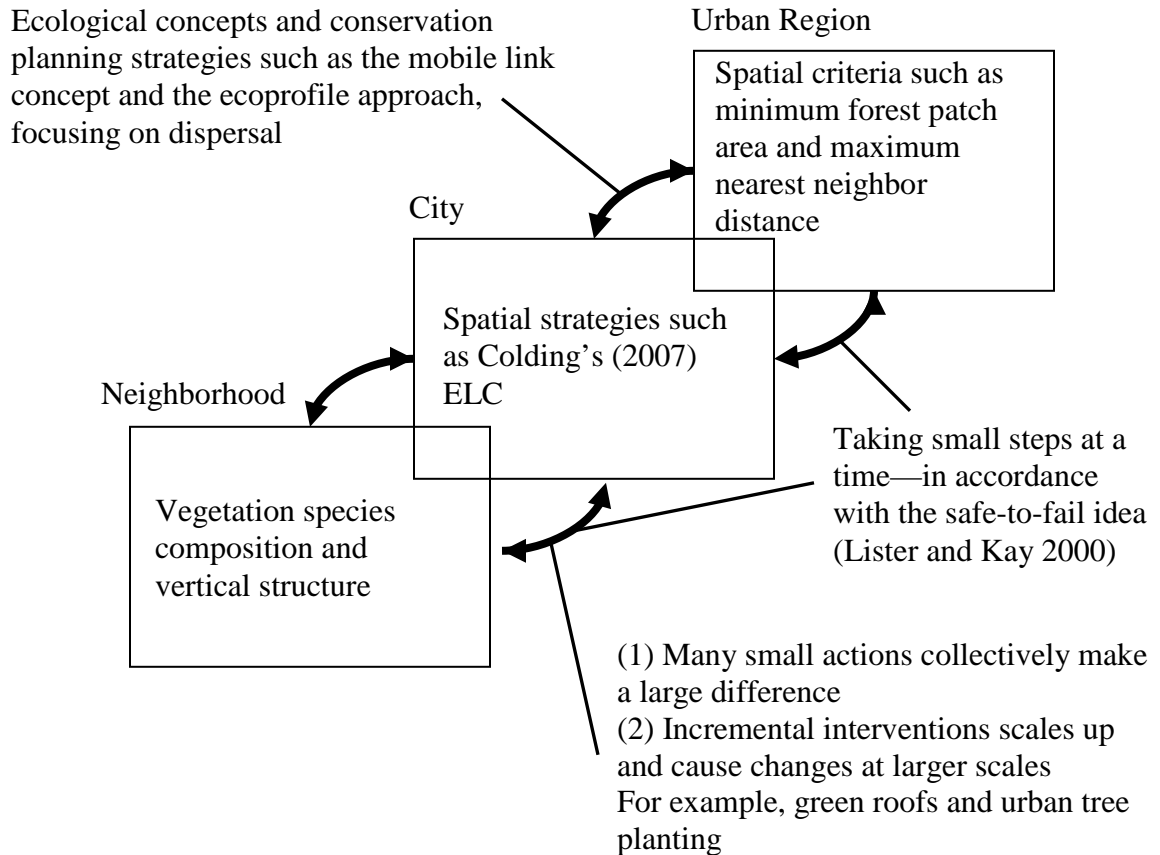 Ecological concepts and conservation
planning strategies such as the mobile link
concept and the ecoprofile approach,
focusing on dispersal
Urban Region
Spatial criteria such as
minimum forest patch
area and maximum
nearest neighbor
distance
City
Spatial strategies such
as Colding’s (2007)
ELC
Neighborhood
Vegetation species
composition and
vertical structure
Taking small steps at a
time—in accordance
with the safe-to-fail idea
(Lister and Kay 2000)
(1) Many small actions collectively make
a large difference
(2) Incremental interventions scales up
and cause changes at larger scales
For example, green roofs and urban tree
planting